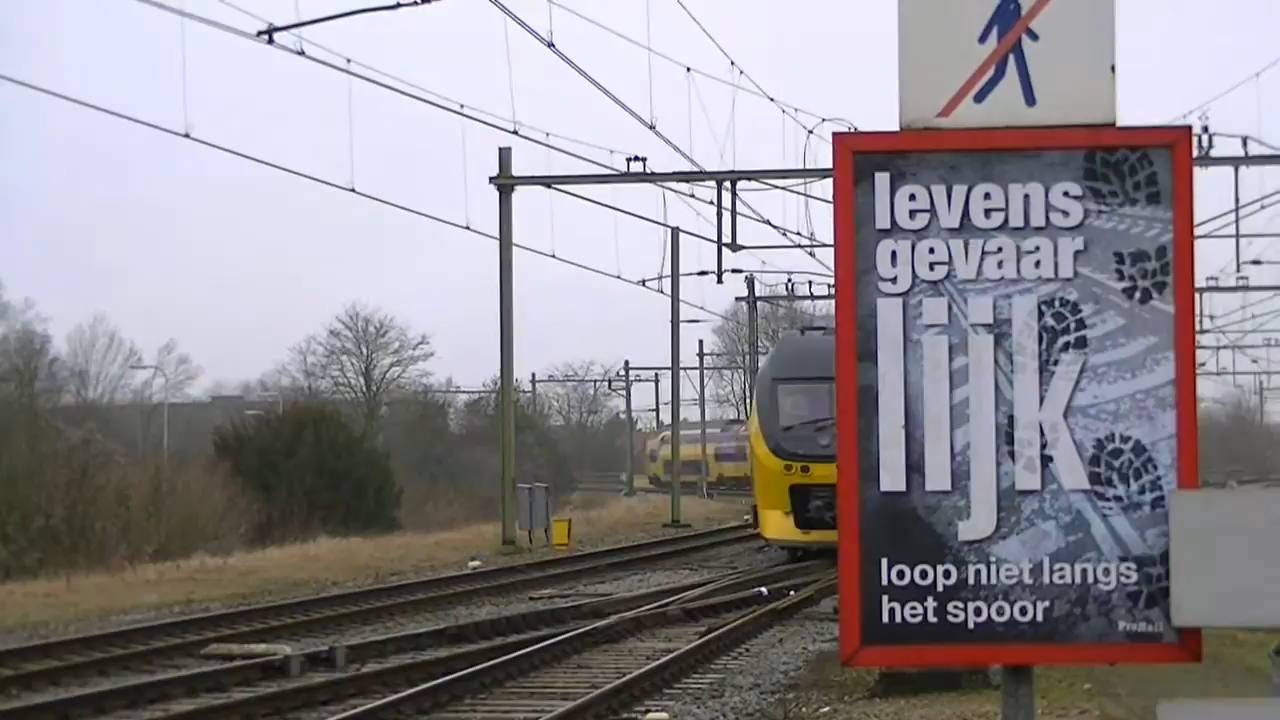 levens
gevaar
lijk
loop niet langs
het spoor
ProRail